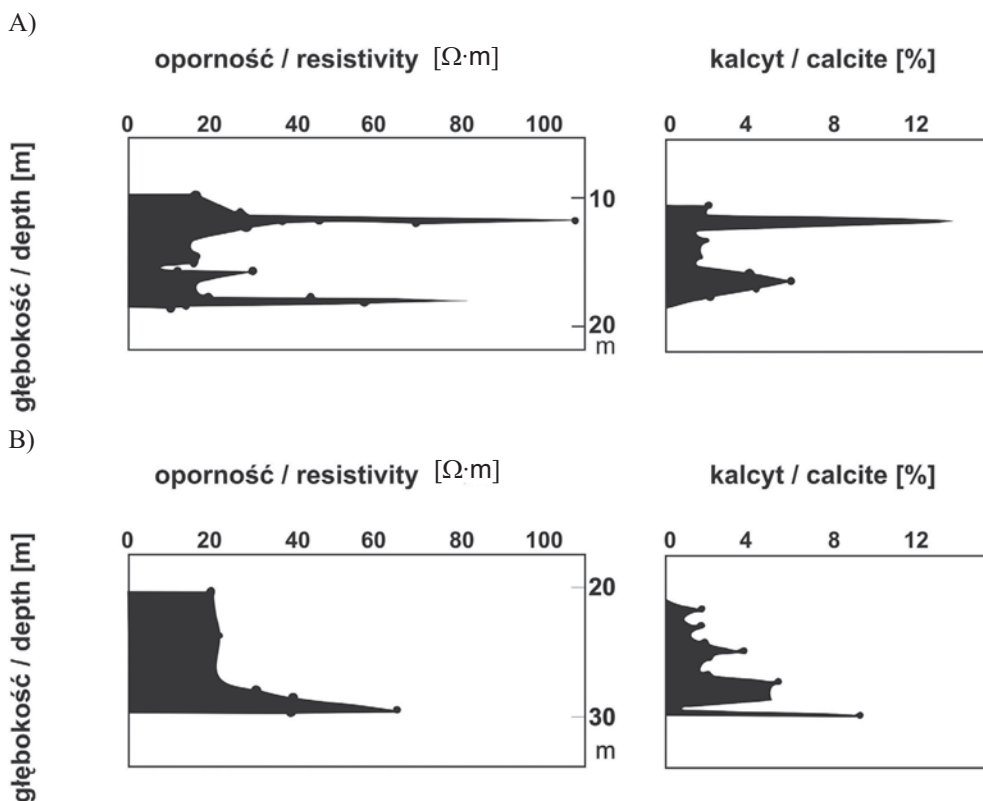 A)
oporność / resistivity [Ω·m]
kalcyt / calcite [%]
0 20 40 60 80 100
0 4 8 12
głębokość / depth [m]
10
20
m
B)
oporność / resistivity [Ω·m]
kalcyt / calcite [%]
0 20 40 60 80 100
0 4 8 12
głębokość / depth [m]
20
30
m